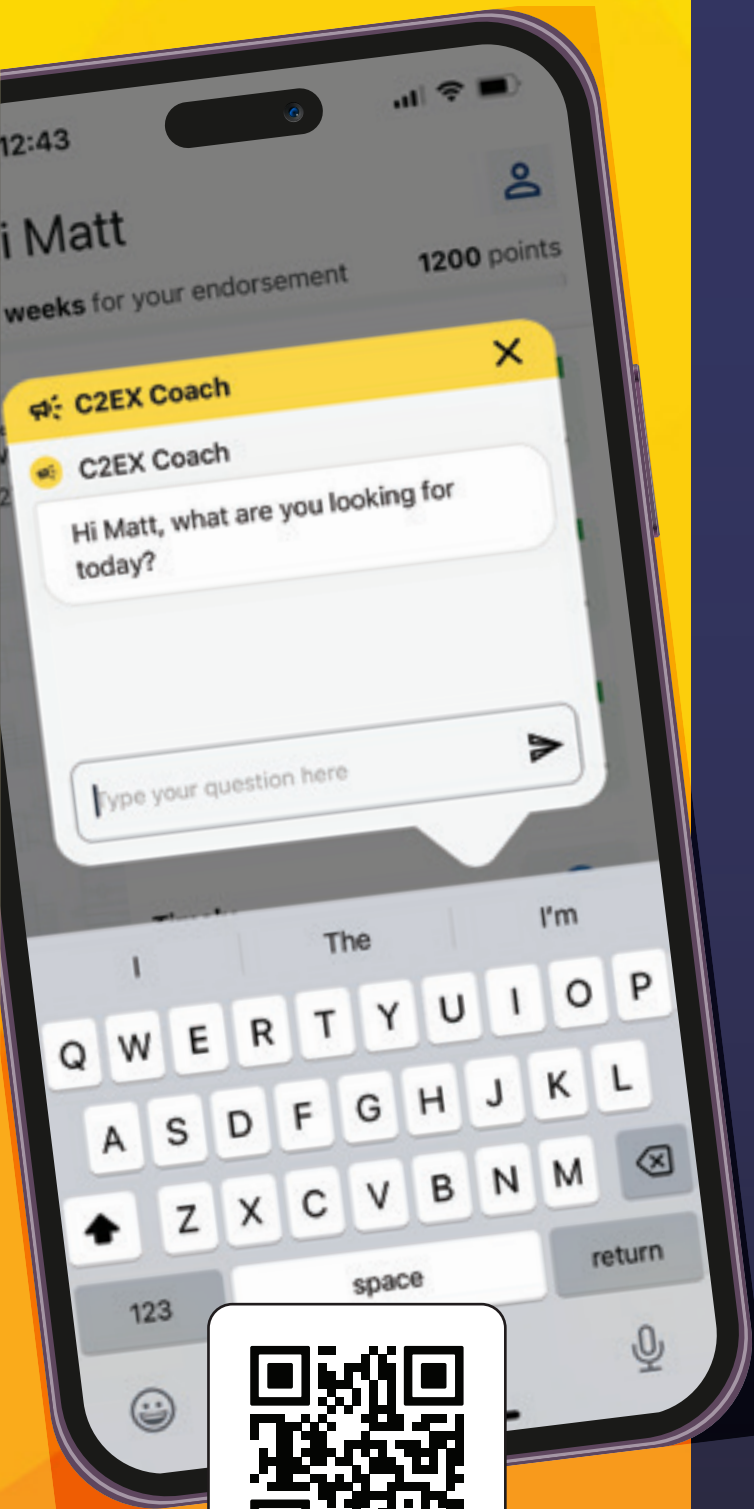 12:43
i Matt
weeks for your endorsement 1200 points
C2EX Coach
C2EX Coach
Hi Matt, what are you looking for
today?
Type your question here
I The I'm
Q W E R T Y U I O P
A S D F G H J K L
Z X C V B N M
123 space return